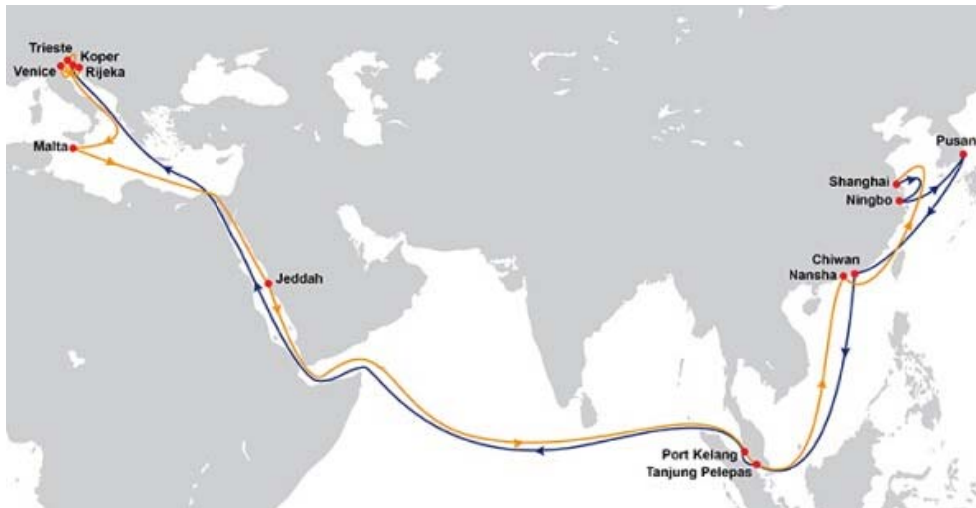 Trieste
Koper
Venice
Rijeka
Malta
Jeddah
Pusan
Shanghai
Ningbo
Chiwan
Nansha
Port Kelang
Tanjung Pelepas